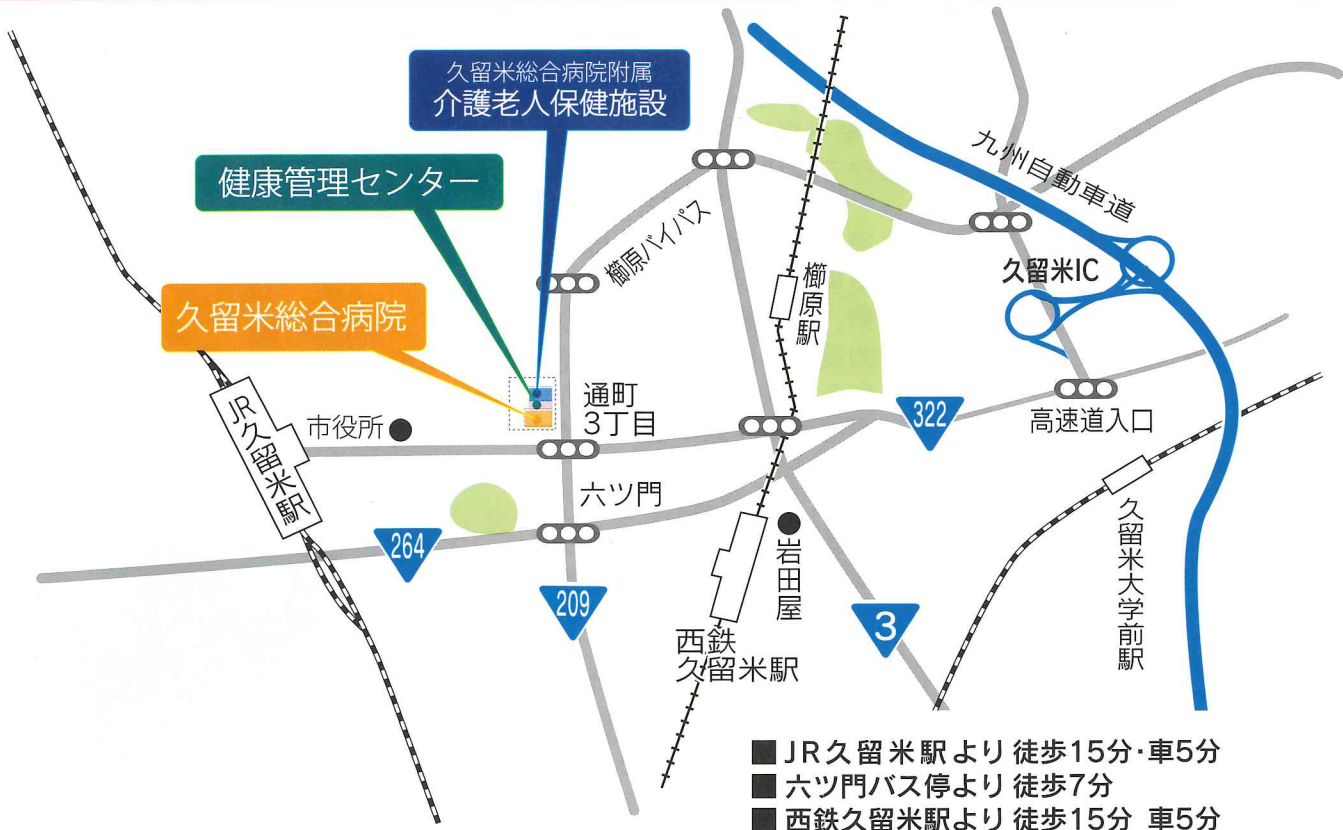 久留米総合病院附属
介護老人保健施設
健康管理センター
久留米総合病院
櫛原バイパス
九州自動車道
久留米IC
櫛原駅
通町
3丁目
市役所
JR久留米駅
322
高速道入口
六ツ門
264
209
岩田屋
3
西鉄
久留米駅
久留米大学前駅
■JR久留米駅より 徒歩15分・車5分
■六ツ門バス停より 徒歩7分
■西鉄久留米駅より 徒歩15分 車5分